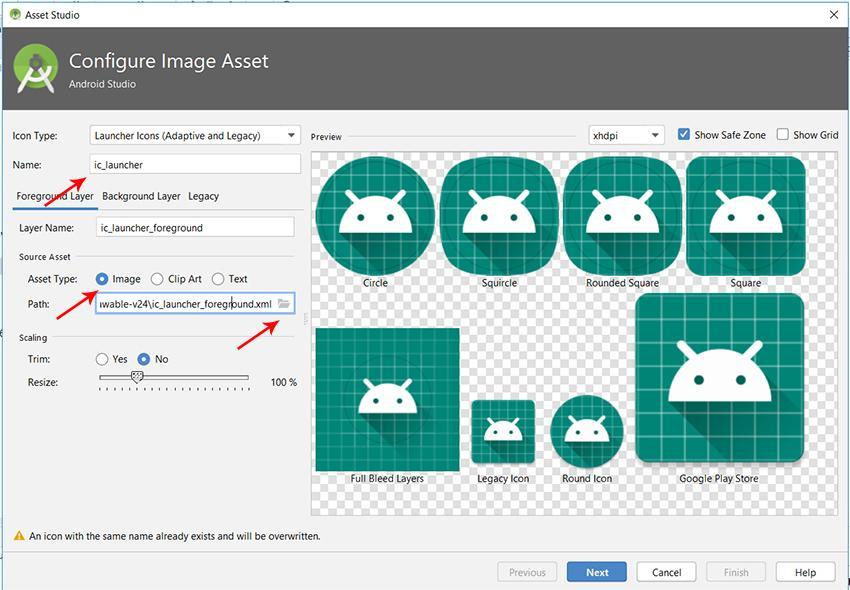 Asset Studio
Configure Image Asset
Android Studio
Icon Type: Launcher Icons (Adaptive and Legacy)
Name: ic_launcher
Foreground Layer Background Layer Legacy
Layer Name: ic_launcher_foreground
Source Asset
Asset Type: Image Clip Art Text
Path: wable-v24\ic_launcher_foreground.xml
Scaling
Trim: Yes No
Resize: 100 %
Preview xhdpi Show Safe Zone Show Grid
Circle Squircle Rounded Square Square
Full Bleed Layers Legacy Icon Round Icon Google Play Store
An icon with the same name already exists and will be overwritten.
Previous Next Cancel Finish Help